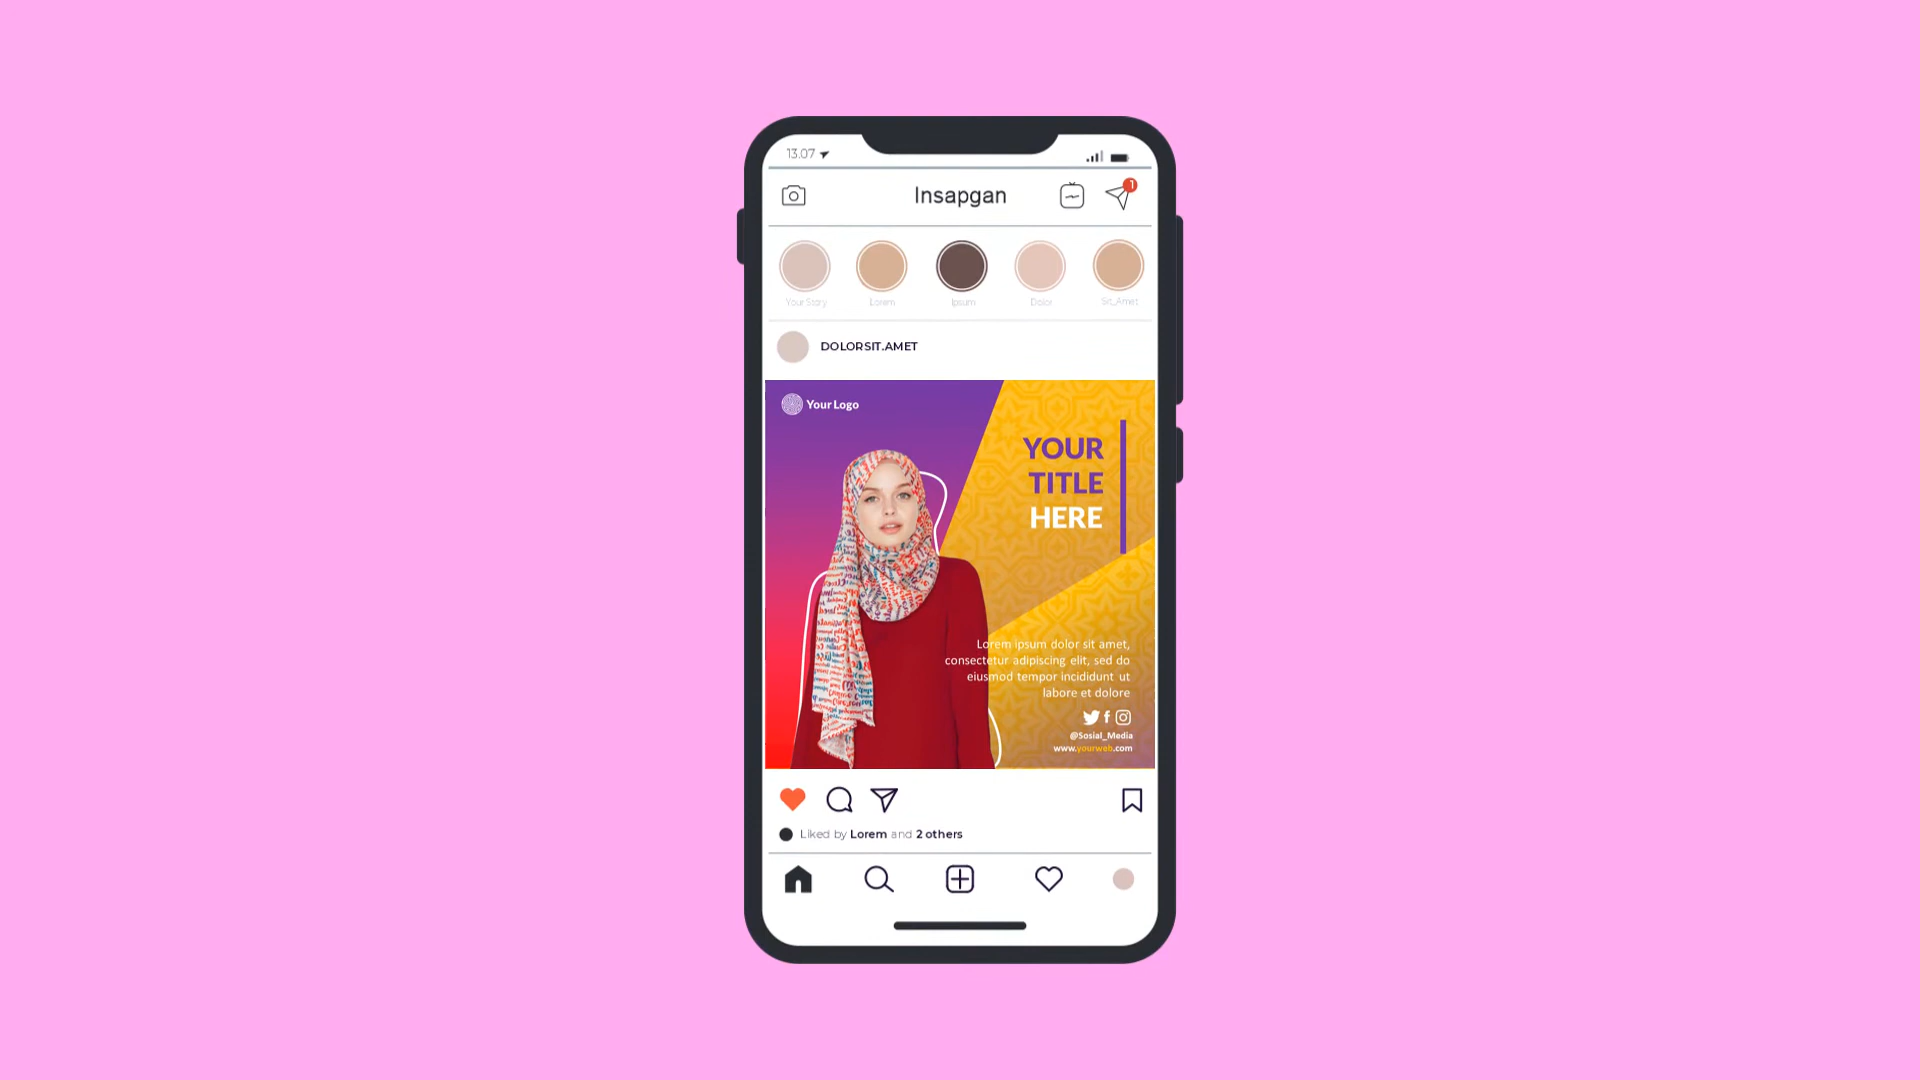 13.07
Insapgan
1
Your Story
Lorem
Ipsum
Dolor
Sit_Amet
DOLORSIT.AMET
Your Logo
YOUR
TITLE
HERE
Lorem ipsum dolor sit amet,
consectetur adipiscing elit, sed do
eiusmod tempor incididunt ut
labore et dolore
@Sosial_Media
www.yourweb.com
Liked by Lorem and 2 others